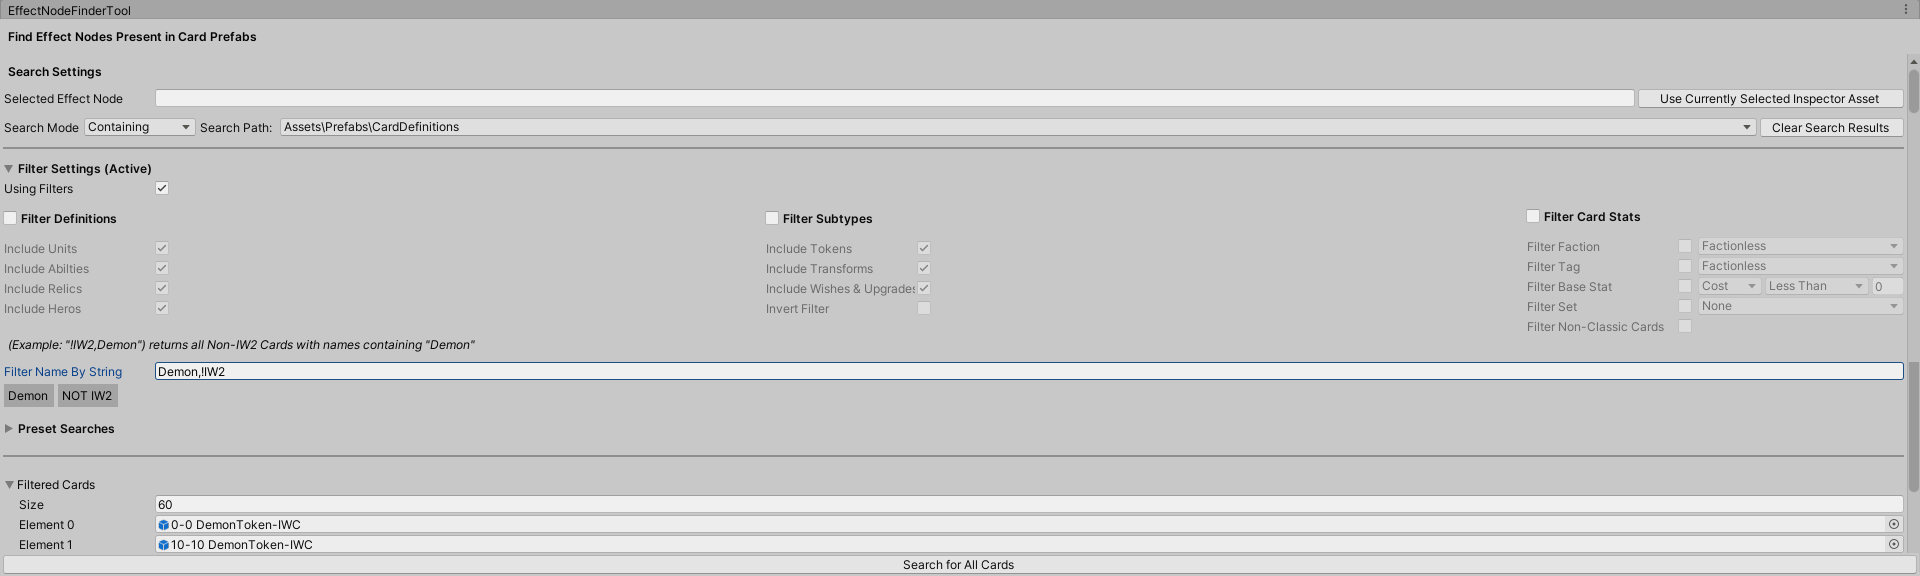 EffectNodeFinderTool
Find Effect Nodes Present in Card Prefabs
Search Settings
Selected Effect Node
Use Currently Selected Inspector Asset
Search Mode Containing Search Path: Assets\Prefabs\CardDefinitions Clear Search Results
Filter Settings (Active)
Using Filters
Filter Definitions
Include Units
Include Abilties
Include Relics
Include Heros
Filter Subtypes
Include Tokens
Include Transforms
Include Wishes & Upgrades
Invert Filter
Filter Card Stats
Filter Faction Factionless
Filter Tag Factionless
Filter Base Stat Cost Less Than 0
Filter Set None
Filter Non-Classic Cards
(Example: "!IW2,Demon") returns all Non-IW2 Cards with names containing "Demon"
Filter Name By String Demon,!IW2
Demon NOT IW2
Preset Searches
Filtered Cards
Size 60
Element 0 0-0 DemonToken-IWC
Element 1 10-10 DemonToken-IWC
Search for All Cards